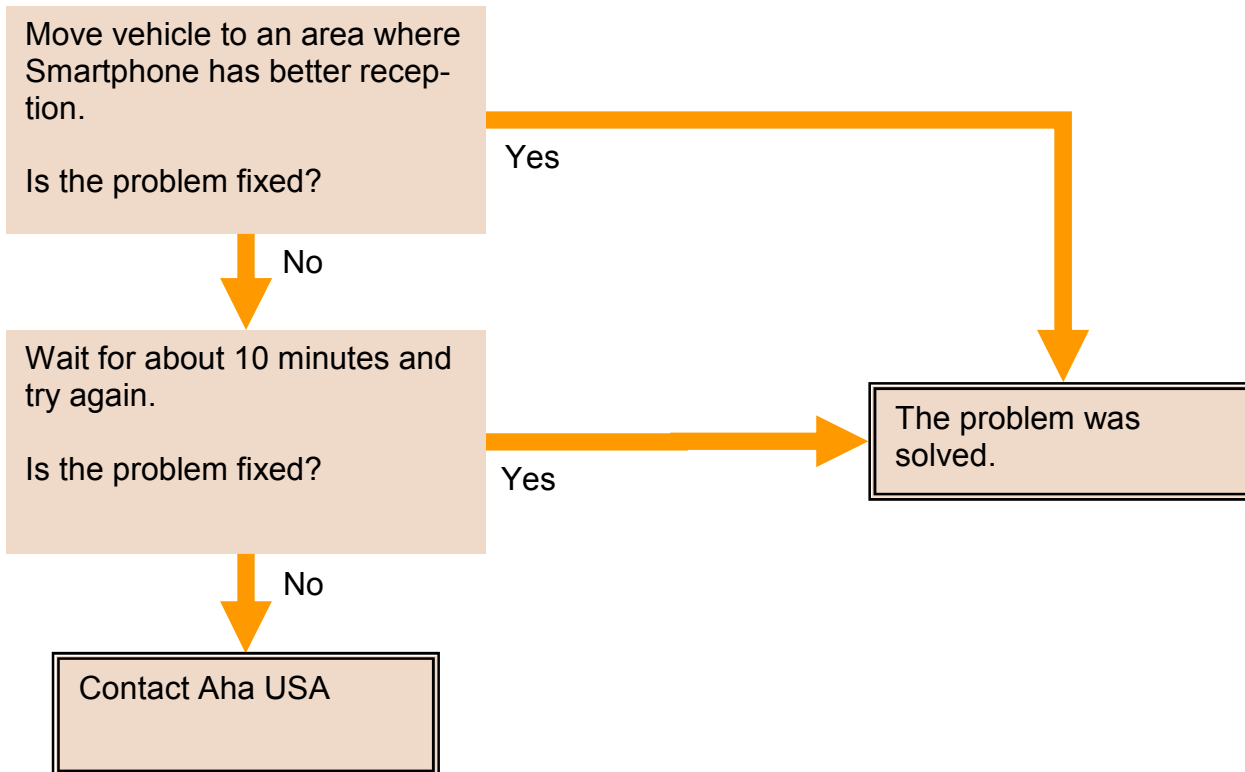 Move vehicle to an area where
Smartphone has better recep-
tion.
Is the problem fixed?
Yes
No
Wait for about 10 minutes and
try again.
Is the problem fixed?
Yes
The problem was
solved.
No
Contact Aha USA